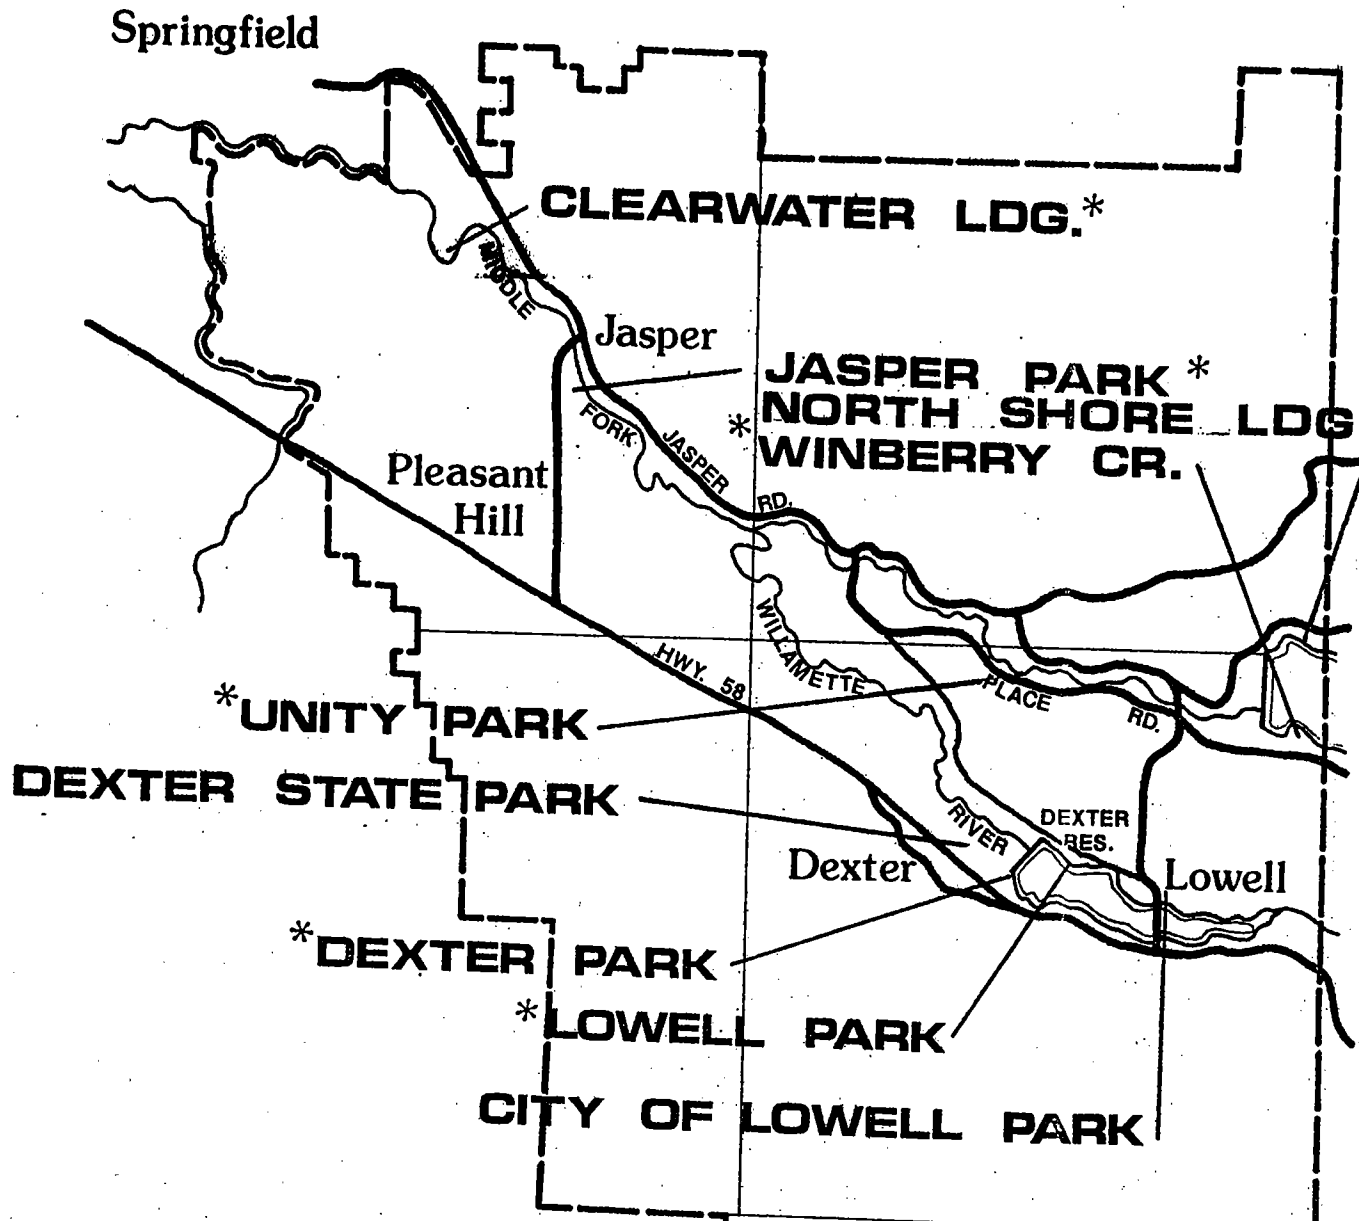 Springfield
CLEARWATER LDG.*
MIDDLE
Jasper
JASPER PARK *
* NORTH SHORE LDG
WINBERRY CR.
FORK
JASPER RD.
Pleasant
Hill
WILLAMETTE
HWY. 58
PLACE RD.
*UNITY PARK
DEXTER STATE PARK
RIVER
DEXTER
RES.
Dexter
Lowell
*DEXTER PARK
*LOWELL PARK
CITY OF LOWELL PARK